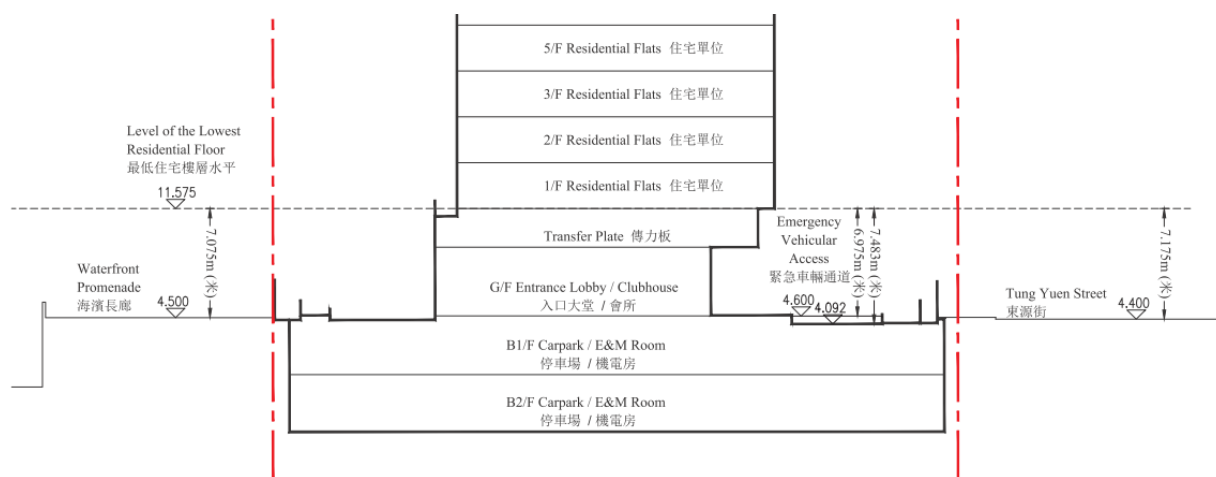 5/F Residential Flats 住宅單位
3/F Residential Flats 住宅單位
2/F Residential Flats 住宅單位
1/F Residential Flats 住宅單位
Level of the Lowest
Residential Floor
最低住宅樓層水平
11.575
Transfer Plate 傳力板
G/F Entrance Lobby / Clubhouse
入口大堂 / 會所
B1/F Carpark / E&M Room
停車場 / 機電房
B2/F Carpark / E&M Room
停車場 / 機電房
7.075m (米)
Waterfront
Promenade
海濱長廊
4.500
Emergency
Vehicular
Access
緊急車輛通道
4.600
4.092
6.975m (米)
7.483m (米)
7.175m (米)
Tung Yuen Street
東源街
4.400